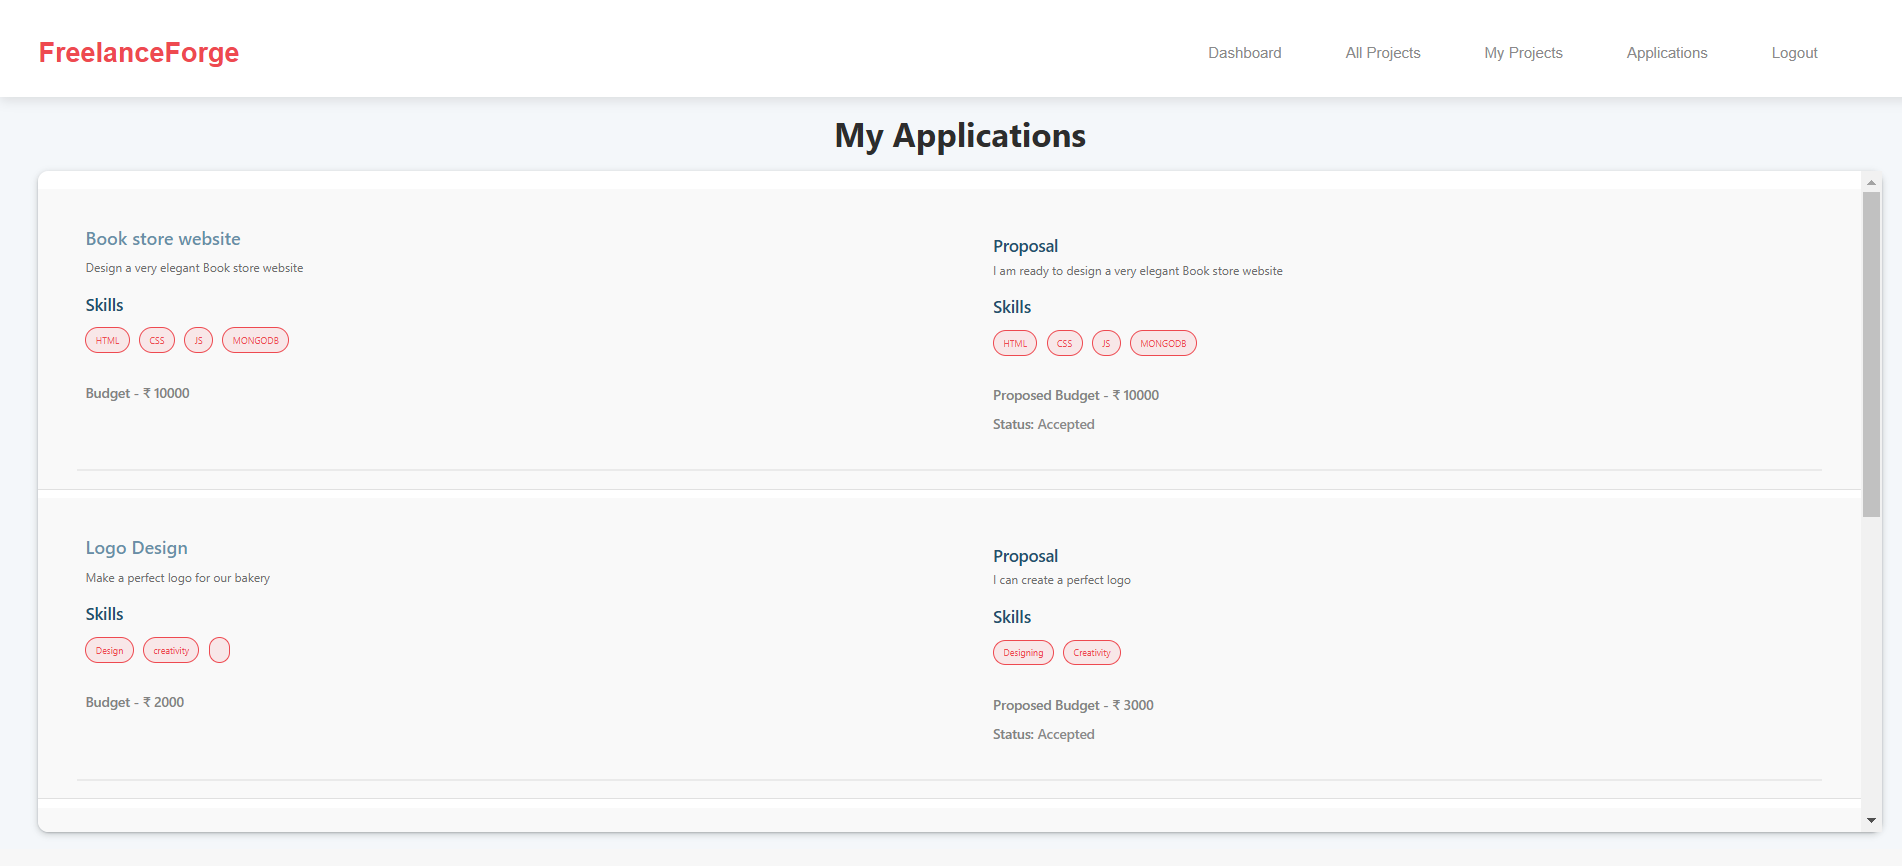 FreelanceForge
Dashboard All Projects My Projects Applications Logout
My Applications
Book store website
Design a very elegant Book store website
Skills
HTML CSS JS MONGODB
Budget - ₹ 10000
Proposal
I am ready to design a very elegant Book store website
Skills
HTML CSS JS MONGODB
Proposed Budget - ₹ 10000
Status: Accepted
Logo Design
Make a perfect logo for our bakery
Skills
Design creativity
Budget - ₹ 2000
Proposal
I can create a perfect logo
Skills
Designing Creativity
Proposed Budget - ₹ 3000
Status: Accepted